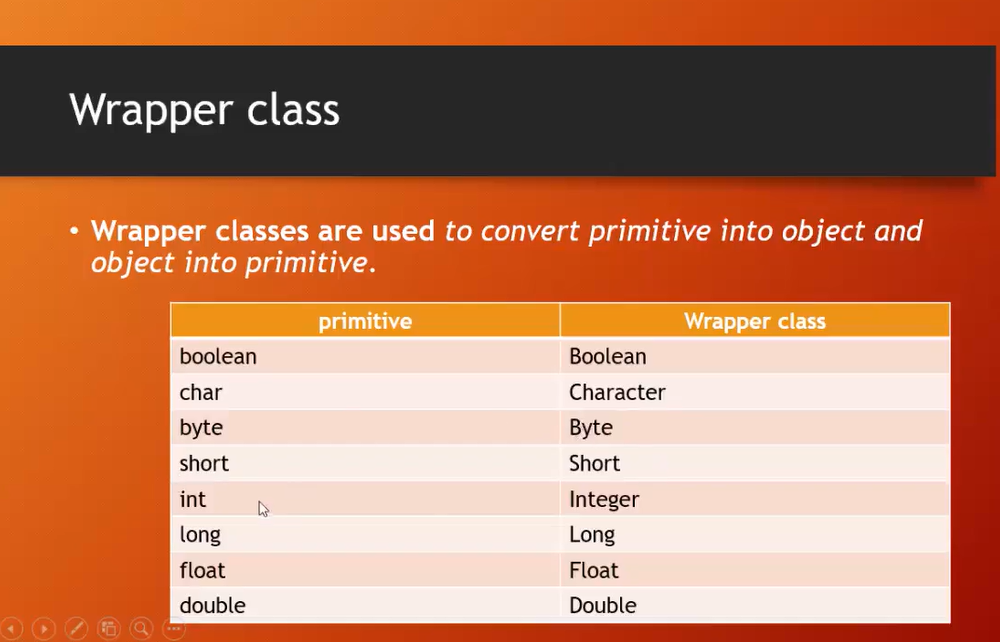 Wrapper class
• Wrapper classes are used to convert primitive into object and
object into primitive.
primitive Wrapper class
boolean Boolean
char Character
byte Byte
short Short
int Integer
long Long
float Float
double Double